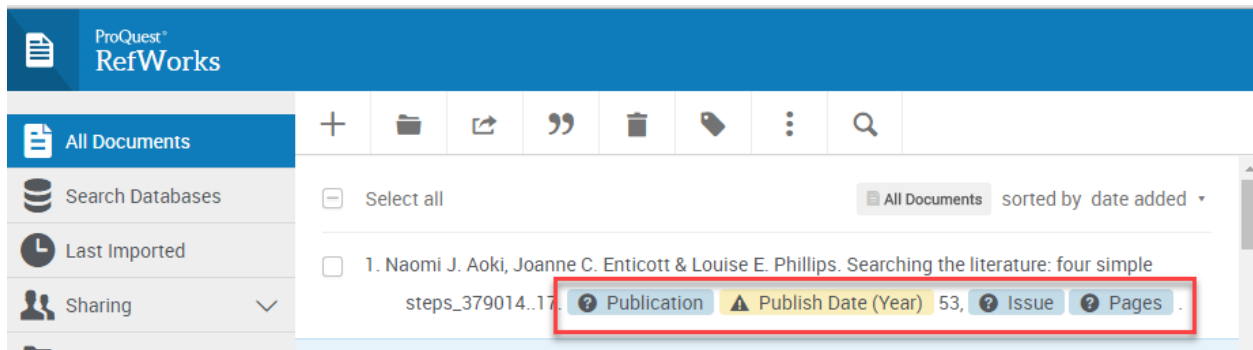 ProQuest®
RefWorks
All Documents
Search Databases
Last Imported
Sharing
Select all
All Documents sorted by date added
1. Naomi J. Aoki, Joanne C. Enticott & Louise E. Phillips. Searching the literature: four simple
steps_379014..17. Publication Publish Date (Year) 53, Issue Pages .